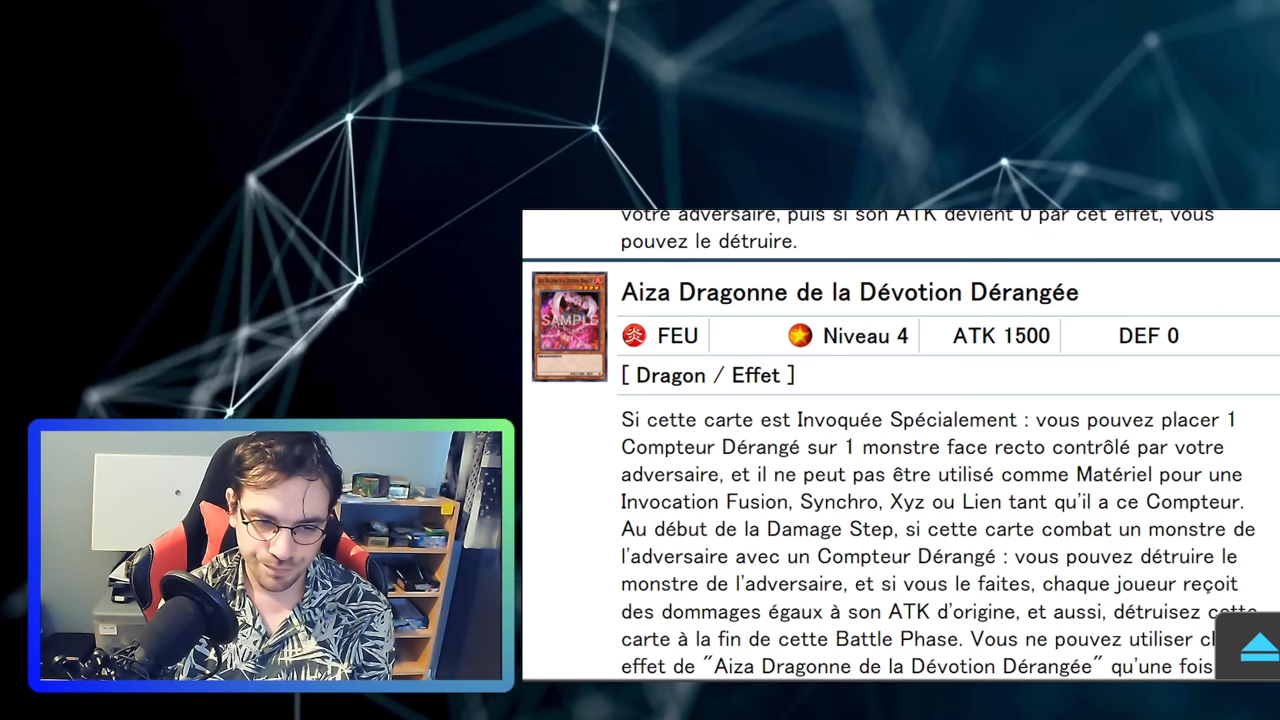 votre adversaire, puis si son ATK devient 0 par cet effet, vous
pouvez le détruire.
Aiza Dragonne de la Dévotion Dérangée
炎 FEU
Niveau 4
ATK 1500
DEF 0
[ Dragon / Effet ]
SAMPLE
Si cette carte est Invoquée Spécialement : vous pouvez placer 1
Compteur Dérangé sur 1 monstre face recto contrôlé par votre
adversaire, et il ne peut pas être utilisé comme Matériel pour une
Invocation Fusion, Synchro, Xyz ou Lien tant qu'il a ce Compteur.
Au début de la Damage Step, si cette carte combat un monstre de
l'adversaire avec un Compteur Dérangé : vous pouvez détruire le
monstre de l'adversaire, et si vous le faites, chaque joueur reçoit
des dommages égaux à son ATK d'origine, et aussi, détruisez cette
carte à la fin de cette Battle Phase. Vous ne pouvez utiliser
effet de "Aiza Dragonne de la Dévotion Dérangée" qu'une fois